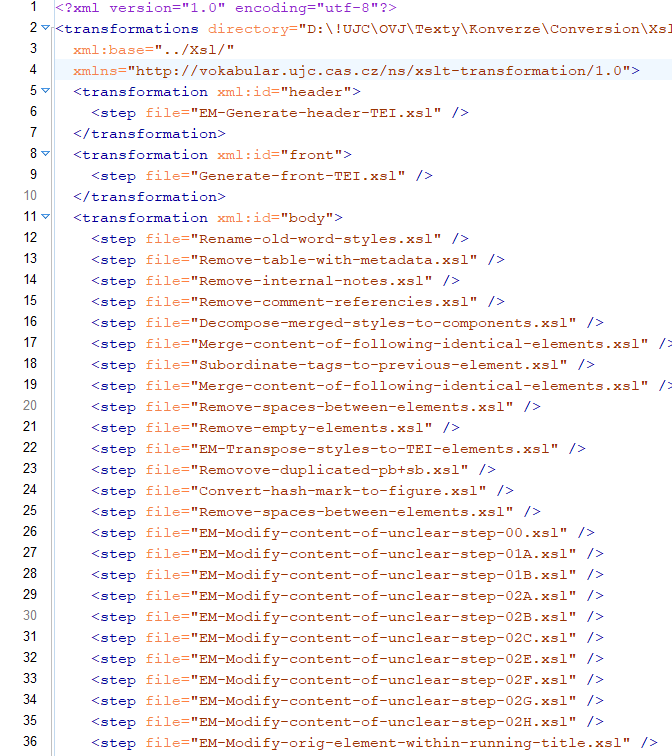 1 <?xml version="1.0" encoding="utf-8"?>
2 <transformations directory="D:\!UJC\OVJ\Texty\Konverze\Conversion\Xsl
3 xml:base="../Xsl/"
4 xmlns="http://vokabular.ujc.cas.cz/ns/xslt-transformation/1.0">
5 <transformation xml:id="header">
6 <step file="EM-Generate-header-TEI.xsl" />
7 </transformation>
8 <transformation xml:id="front">
9 <step file="Generate-front-TEI.xsl" />
10 </transformation>
11 <transformation xml:id="body">
12 <step file="Rename-old-word-styles.xsl" />
13 <step file="Remove-table-with-metadata.xsl" />
14 <step file="Remove-internal-notes.xsl" />
15 <step file="Remove-comment-referencies.xsl" />
16 <step file="Decompose-merged-styles-to-components.xsl" />
17 <step file="Merge-content-of-following-identical-elements.xsl" />
18 <step file="Subordinate-tags-to-previous-element.xsl" />
19 <step file="Merge-content-of-following-identical-elements.xsl" />
20 <step file="Remove-spaces-between-elements.xsl" />
21 <step file="Remove-empty-elements.xsl" />
22 <step file="EM-Transpose-styles-to-TEI-elements.xsl" />
23 <step file="Removove-duplicated-pb+sb.xsl" />
24 <step file="Convert-hash-mark-to-figure.xsl" />
25 <step file="Remove-spaces-between-elements.xsl" />
26 <step file="EM-Modify-content-of-unclear-step-00.xsl" />
27 <step file="EM-Modify-content-of-unclear-step-01A.xsl" />
28 <step file="EM-Modify-content-of-unclear-step-01B.xsl" />
29 <step file="EM-Modify-content-of-unclear-step-02A.xsl" />
30 <step file="EM-Modify-content-of-unclear-step-02B.xsl" />
31 <step file="EM-Modify-content-of-unclear-step-02C.xsl" />
32 <step file="EM-Modify-content-of-unclear-step-02E.xsl" />
33 <step file="EM-Modify-content-of-unclear-step-02F.xsl" />
34 <step file="EM-Modify-content-of-unclear-step-02G.xsl" />
35 <step file="EM-Modify-content-of-unclear-step-02H.xsl" />
36 <step file="EM-Modify-orig-element-within-running-title.xsl" />